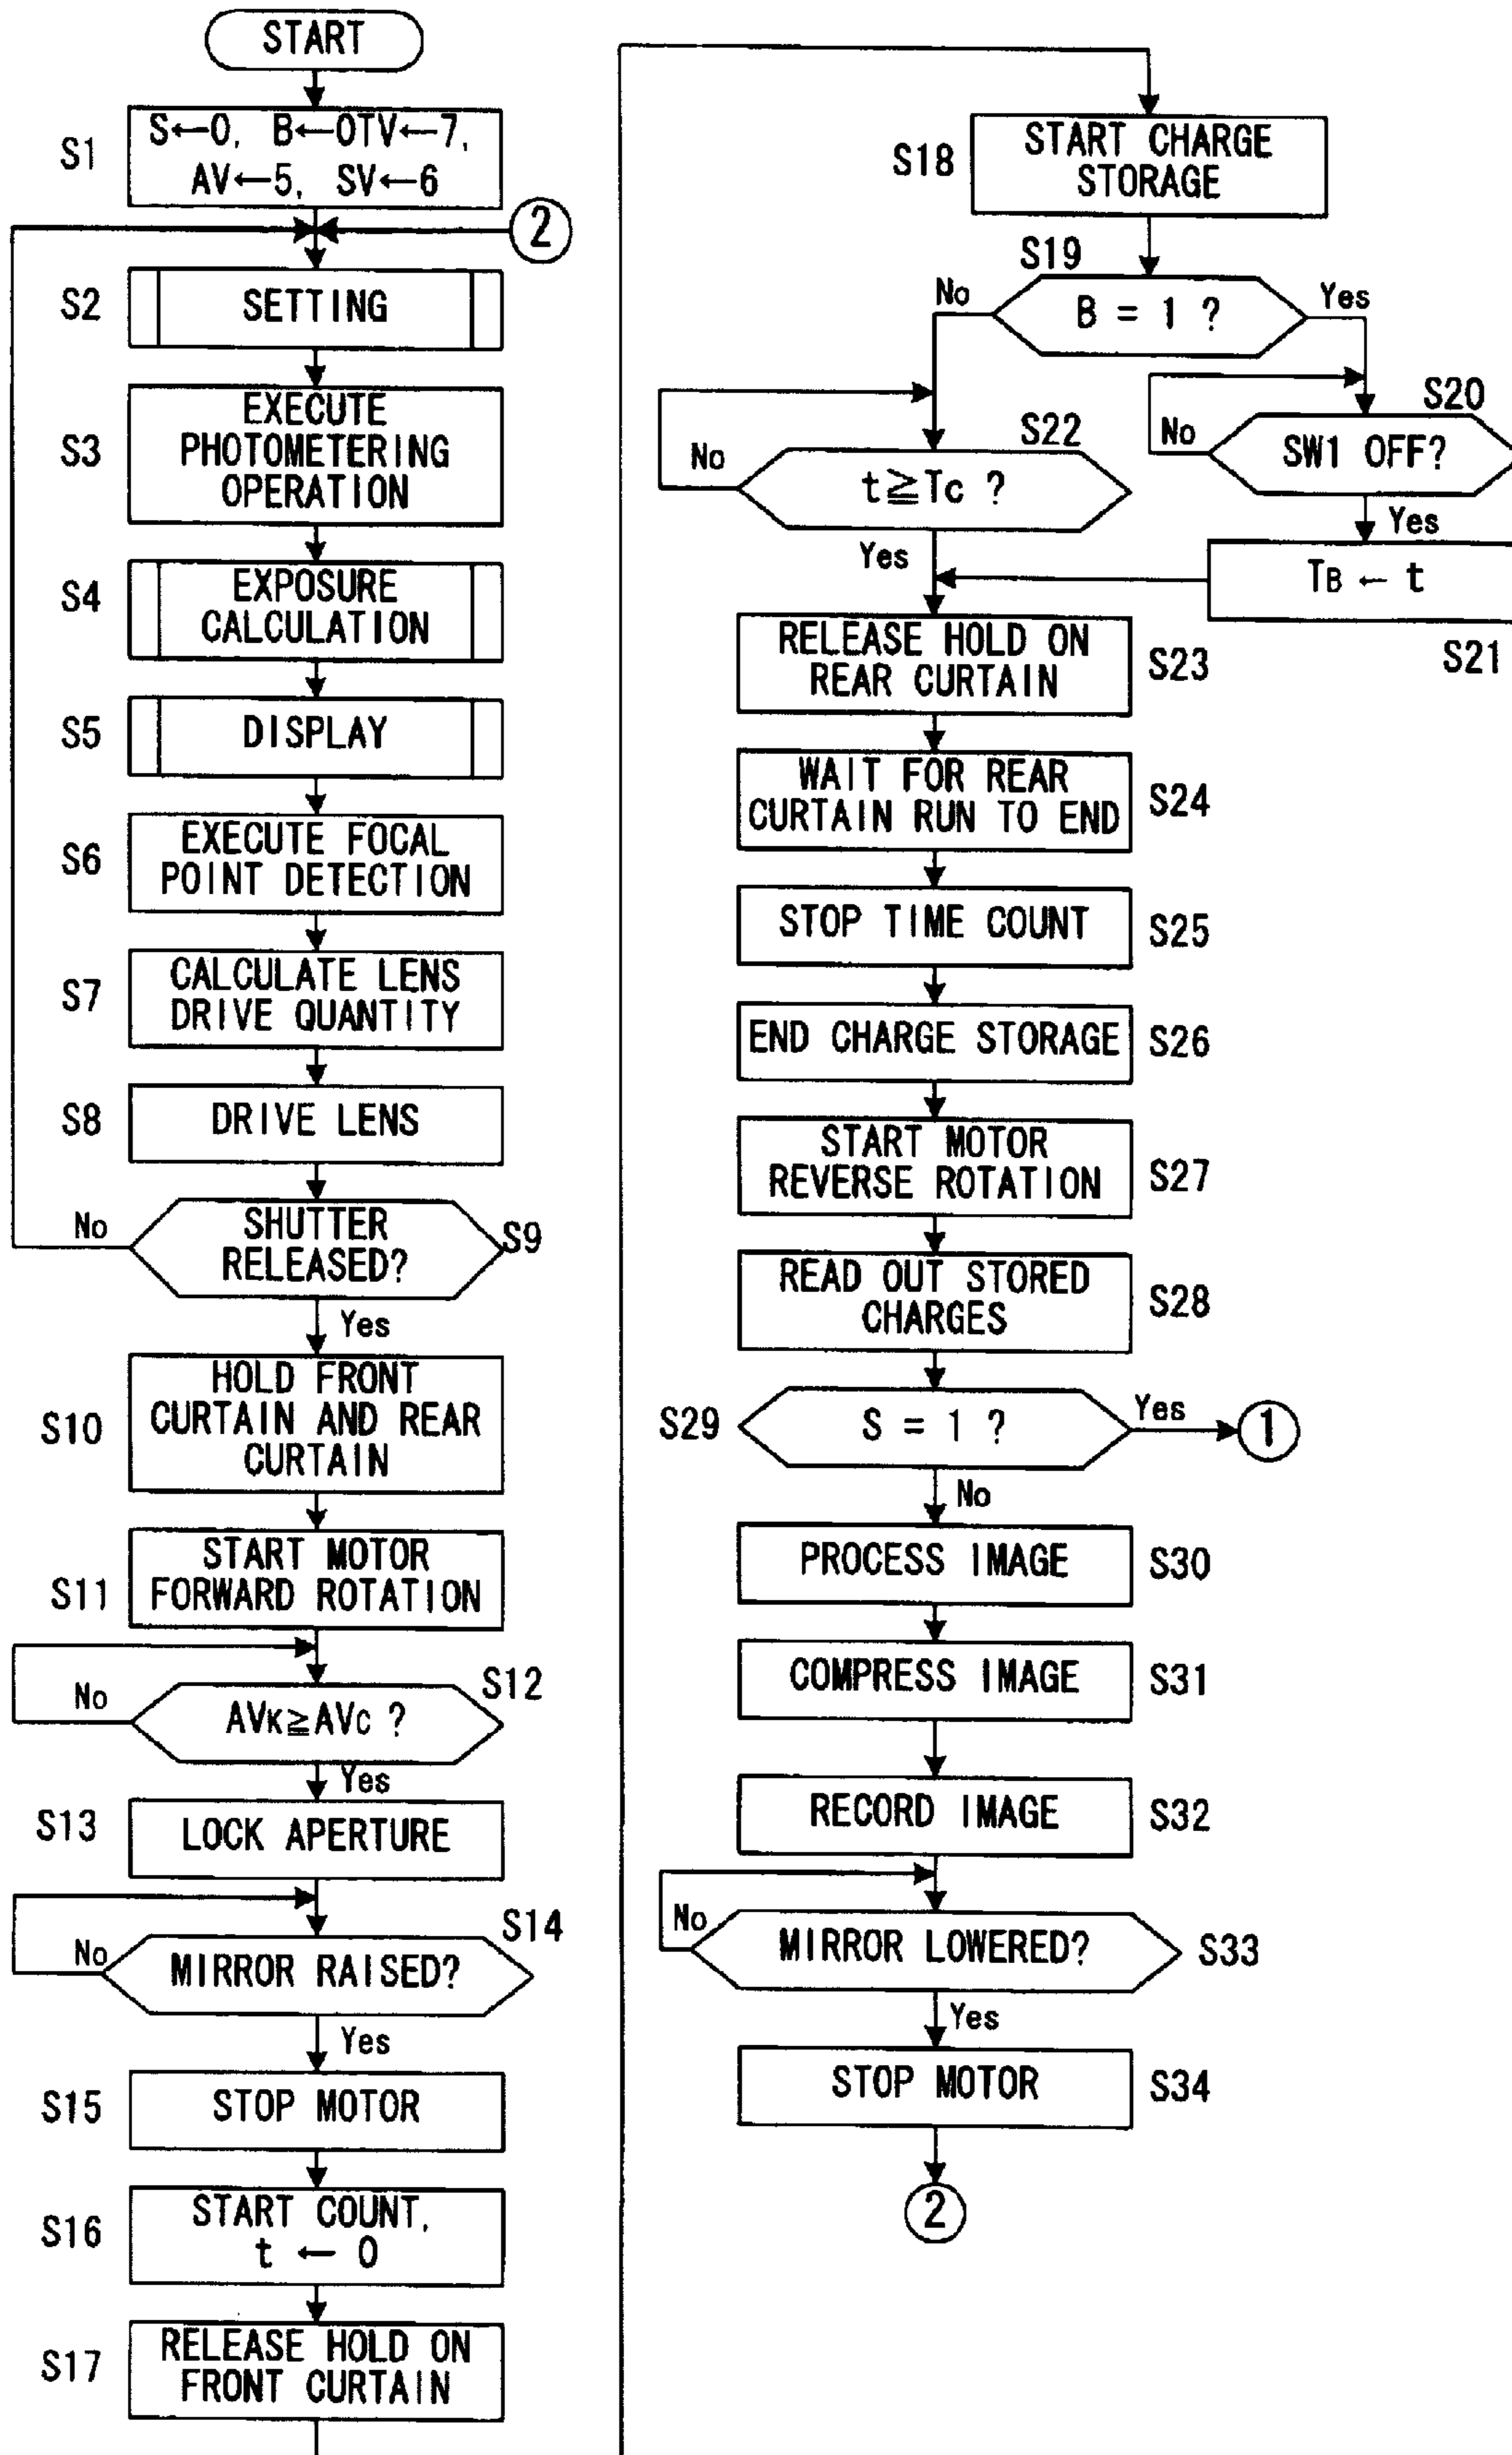 START
S1
S←0, B←0TV←7,
AV←5, SV←6
2
S2
SETTING
S3
EXECUTE
PHOTOMETERING
OPERATION
S4
EXPOSURE
CALCULATION
S5
DISPLAY
S6
EXECUTE FOCAL
POINT DETECTION
S7
CALCULATE LENS
DRIVE QUANTITY
S8
DRIVE LENS
No
SHUTTER
RELEASED?
S9
Yes
S10
HOLD FRONT
CURTAIN AND REAR
CURTAIN
S11
START MOTOR
FORWARD ROTATION
S12
No
AVK≧AVC ?
Yes
S13
LOCK APERTURE
S14
No
MIRROR RAISED?
Yes
S15
STOP MOTOR
S16
START COUNT,
t ← 0
S17
RELEASE HOLD ON
FRONT CURTAIN
S18
START CHARGE
STORAGE
S19
No
B = 1 ?
Yes
S20
No
SW1 OFF?
Yes
S22
No
t≧Tc ?
Yes
TB ← t
S21
RELEASE HOLD ON
REAR CURTAIN
S23
WAIT FOR REAR
CURTAIN RUN TO END
S24
STOP TIME COUNT
S25
END CHARGE STORAGE
S26
START MOTOR
REVERSE ROTATION
S27
READ OUT STORED
CHARGES
S28
S29
S = 1 ?
Yes
1
No
PROCESS IMAGE
S30
COMPRESS IMAGE
S31
RECORD IMAGE
S32
No
MIRROR LOWERED?
S33
Yes
STOP MOTOR
S34
2